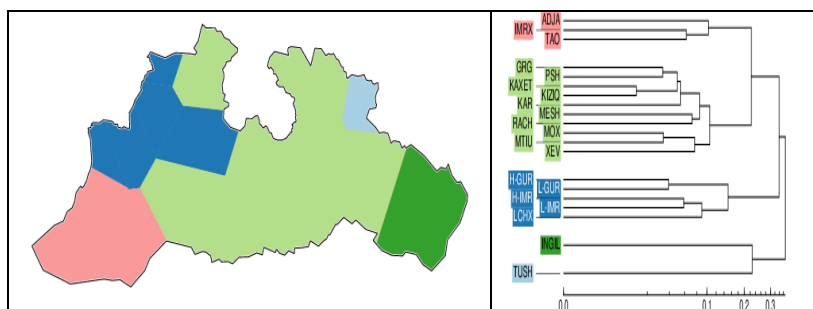 ADJA
IMRX
TAO
GRG
PSH
KAXET
KIZIQ
KAR
MESH
RACH
MOX
MTIU
XEV
H-GUR
L-GUR
H-IMR
L-IMR
LCHX
INGIL
TUSH
0.0 0.1 0.2 0.3